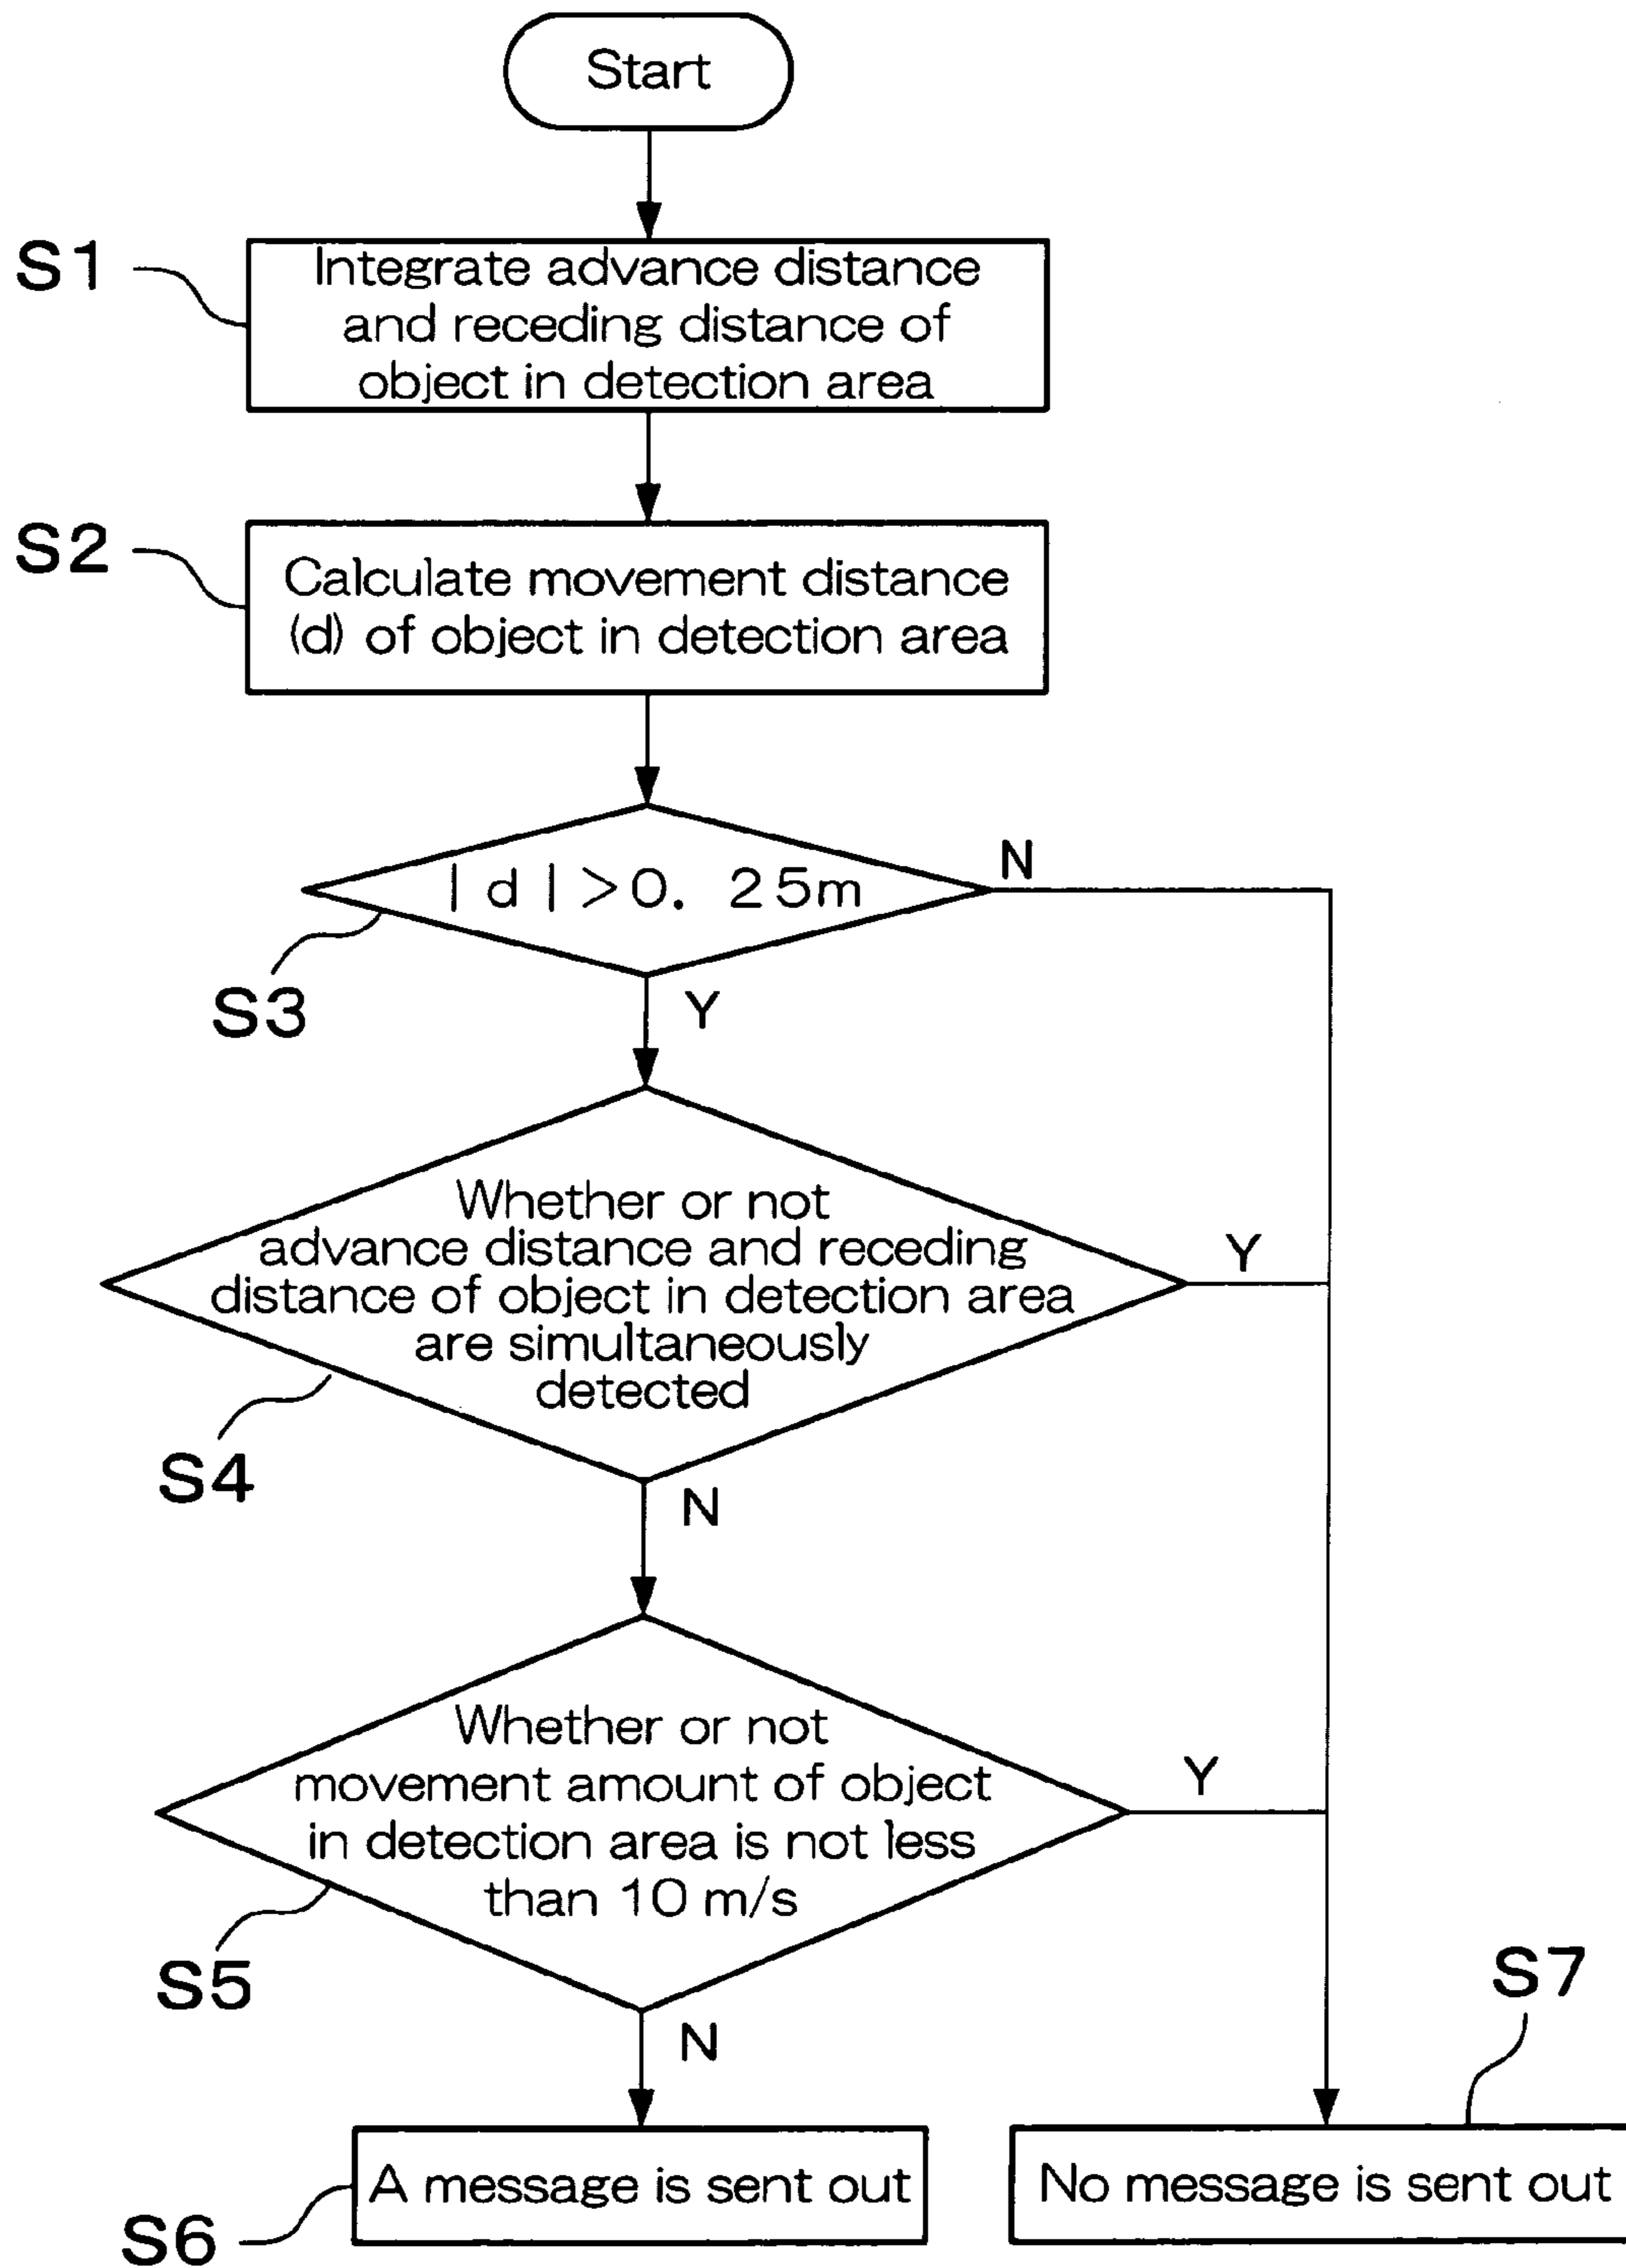 Start
S1
Integrate advance distance
and receding distance of
object in detection area
S2
Calculate movement distance
(d) of object in detection area
| d | >0. 25m
N
S3
Y
Whether or not
advance distance and receding
distance of object in detection area
are simultaneously
detected
Y
S4
N
Whether or not
movement amount of object
in detection area is not less
than 10 m/s
Y
S5
N
S7
A message is sent out
No message is sent out
S6